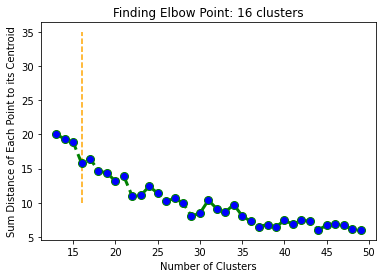 Finding Elbow Point: 16 clusters
Sum Distance of Each Point to its Centroid
35
30
25
20
15
10
5
15 20 25 30 35 40 45 50
Number of Clusters